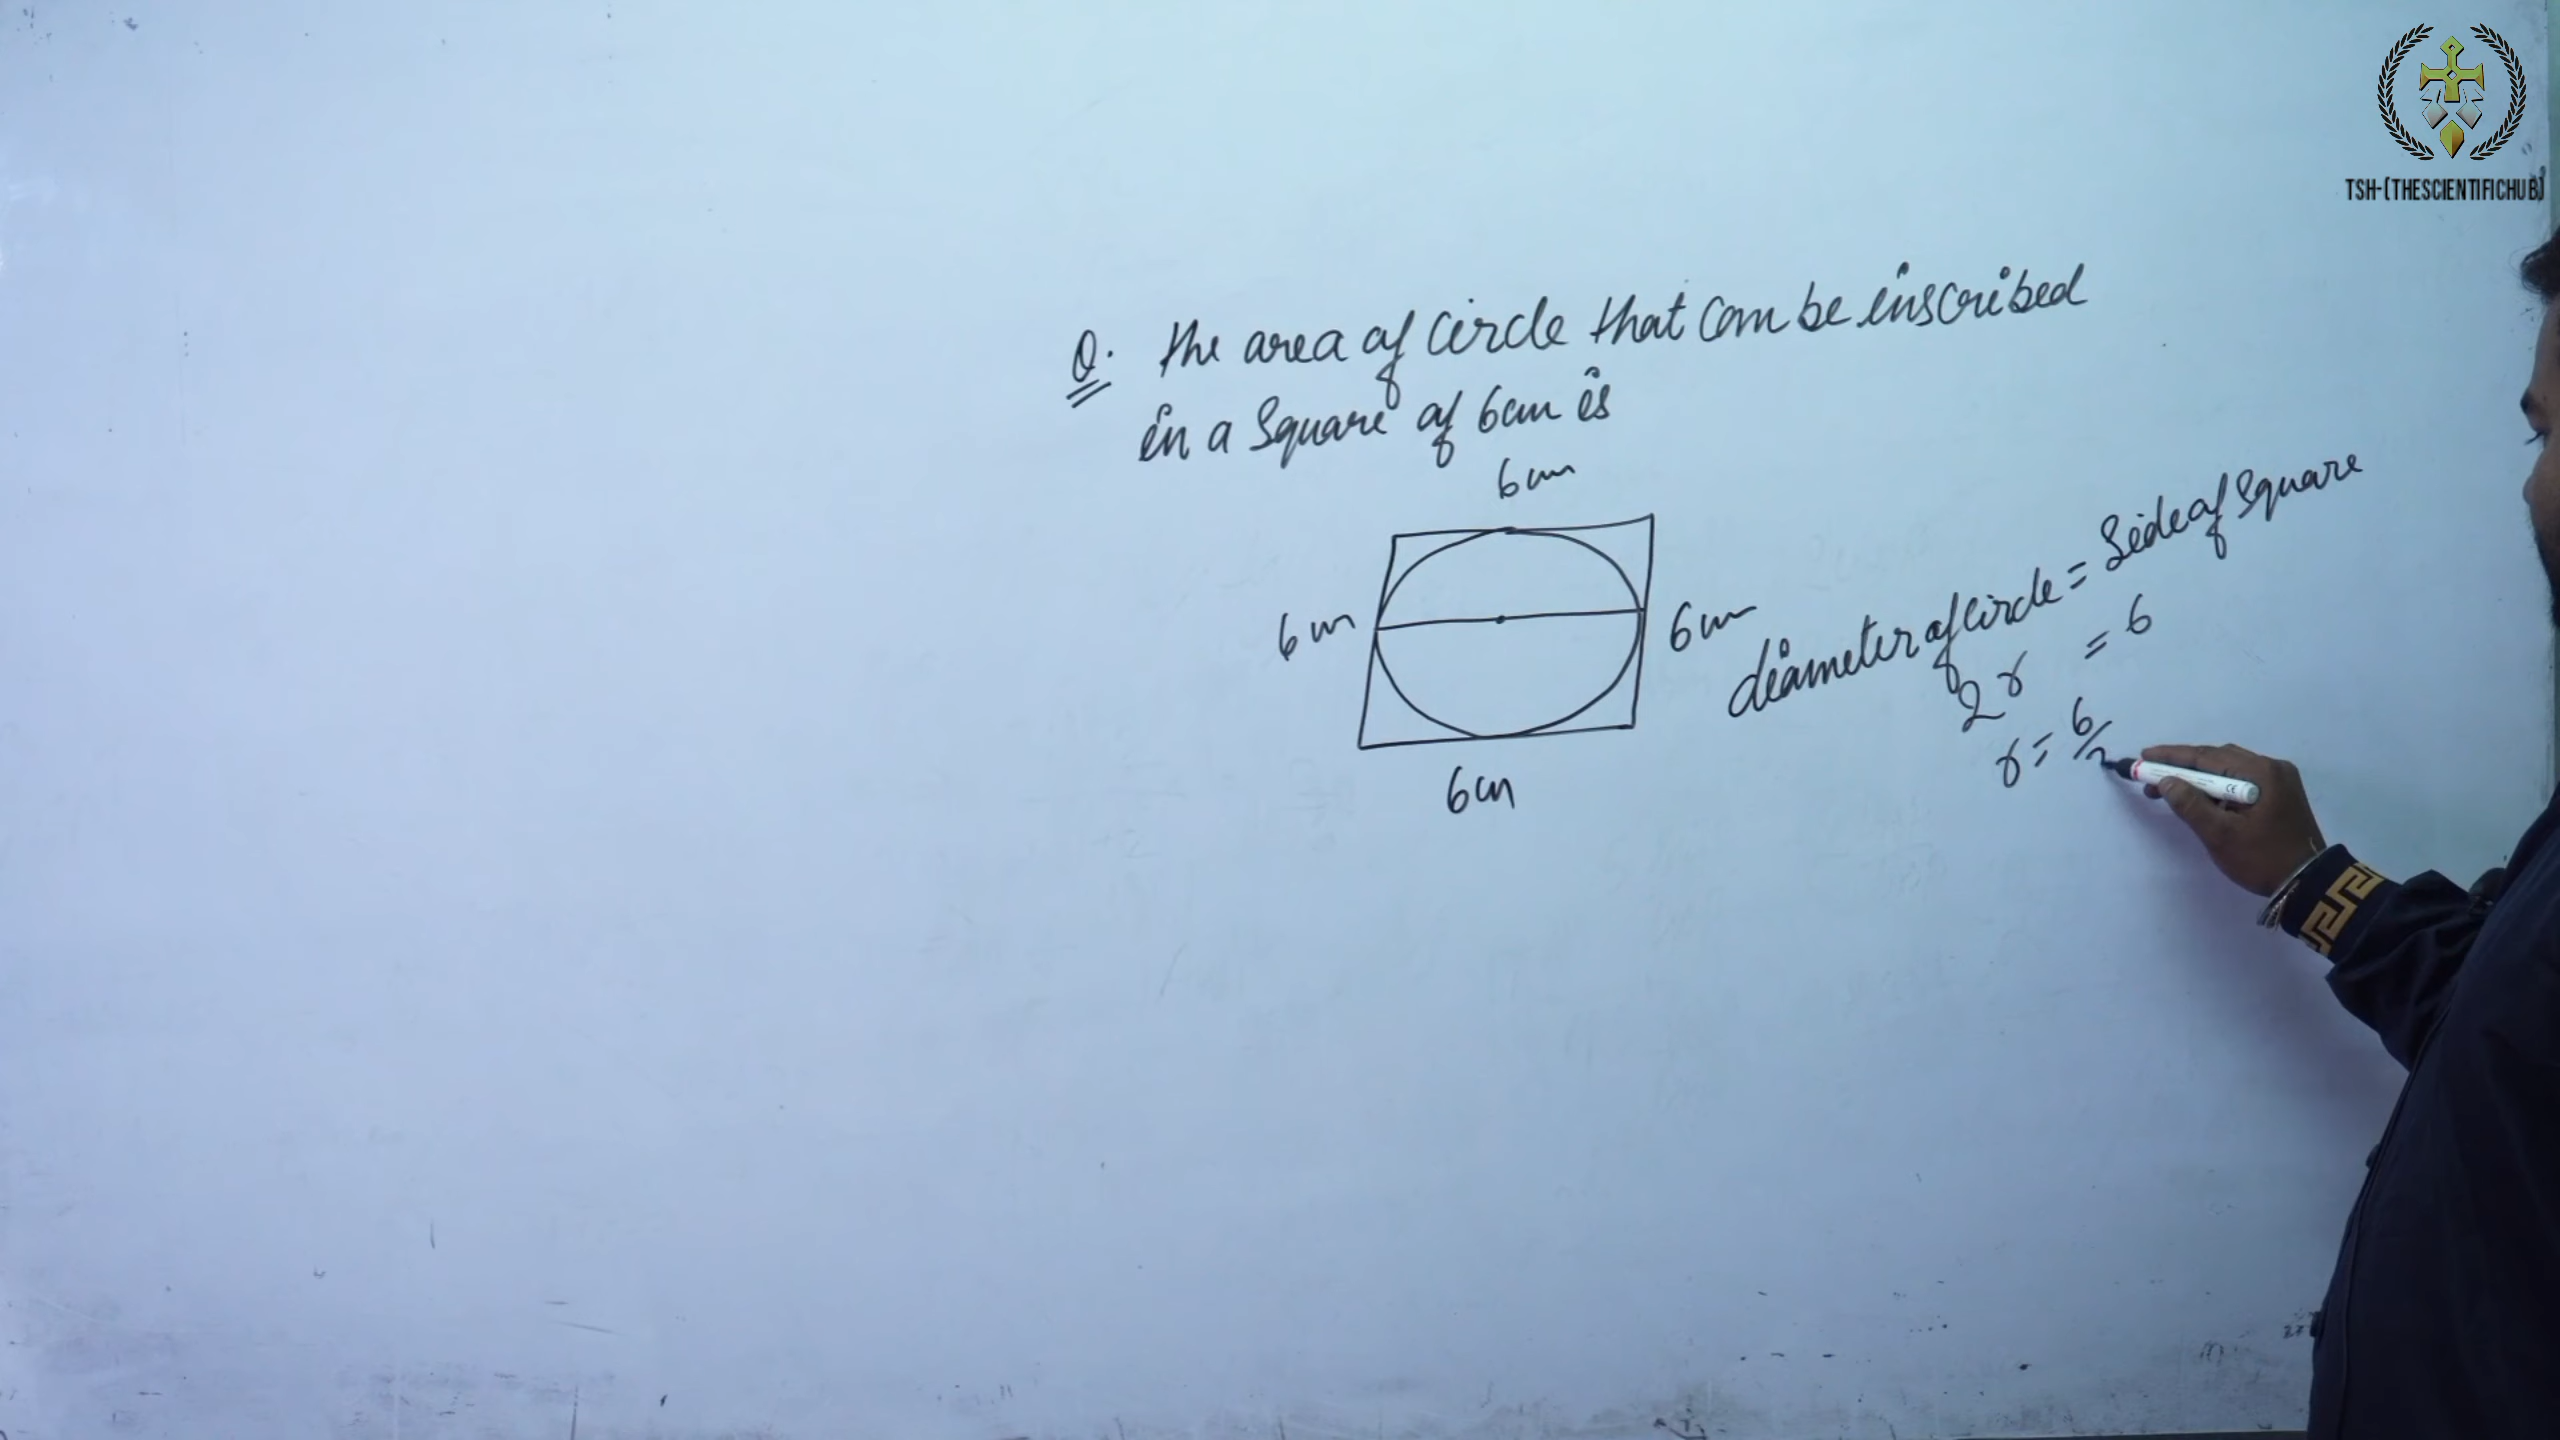 TSH-(THESCIENTIFICHUB)
Q. The area of circle that can be inscribed
in a square of 6cm is
6cm
6cm
6cm
6cm
diameter of circle = Side of square
2r = 6
r = 6/2